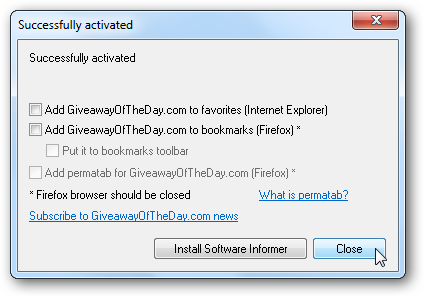 Successfully activated
Successfully activated
Add GiveawayOfTheDay.com to favorites (Internet Explorer)
Add GiveawayOfTheDay.com to bookmarks (Firefox) *
Put it to bookmarks toolbar
Add permatab for GiveawayOfTheDay.com (Firefox) *
* Firefox browser should be closed What is permatab?
Subscribe to GiveawayOfTheDay.com news
Install Software Informer Close